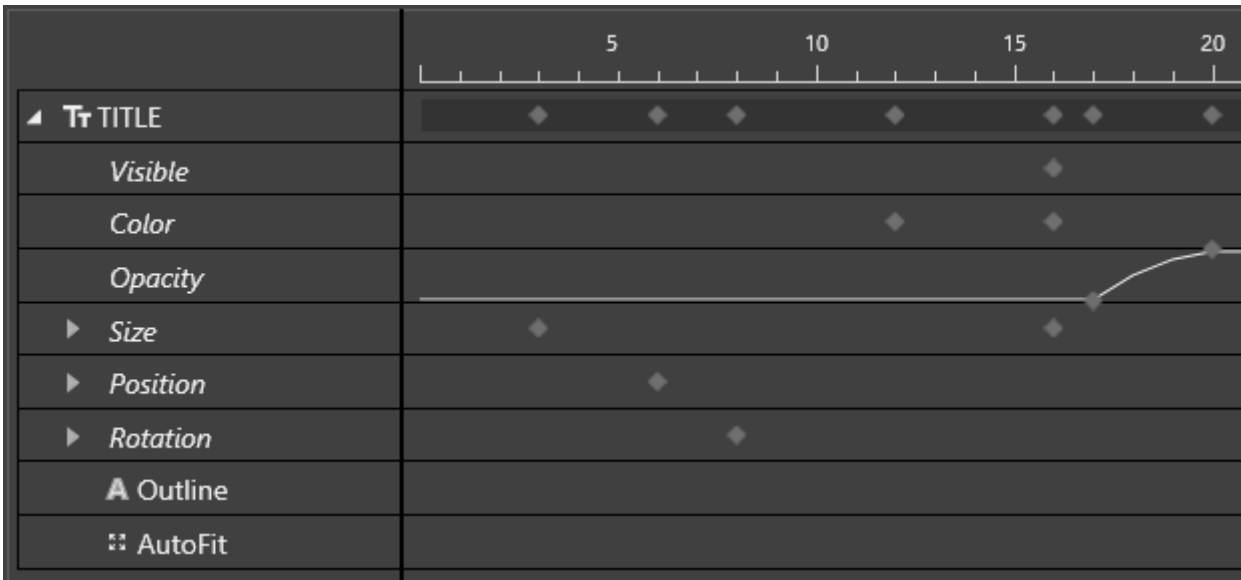 5 10 15 20
TITLE
Visible
Color
Opacity
Size
Position
Rotation
A Outline
AutoFit